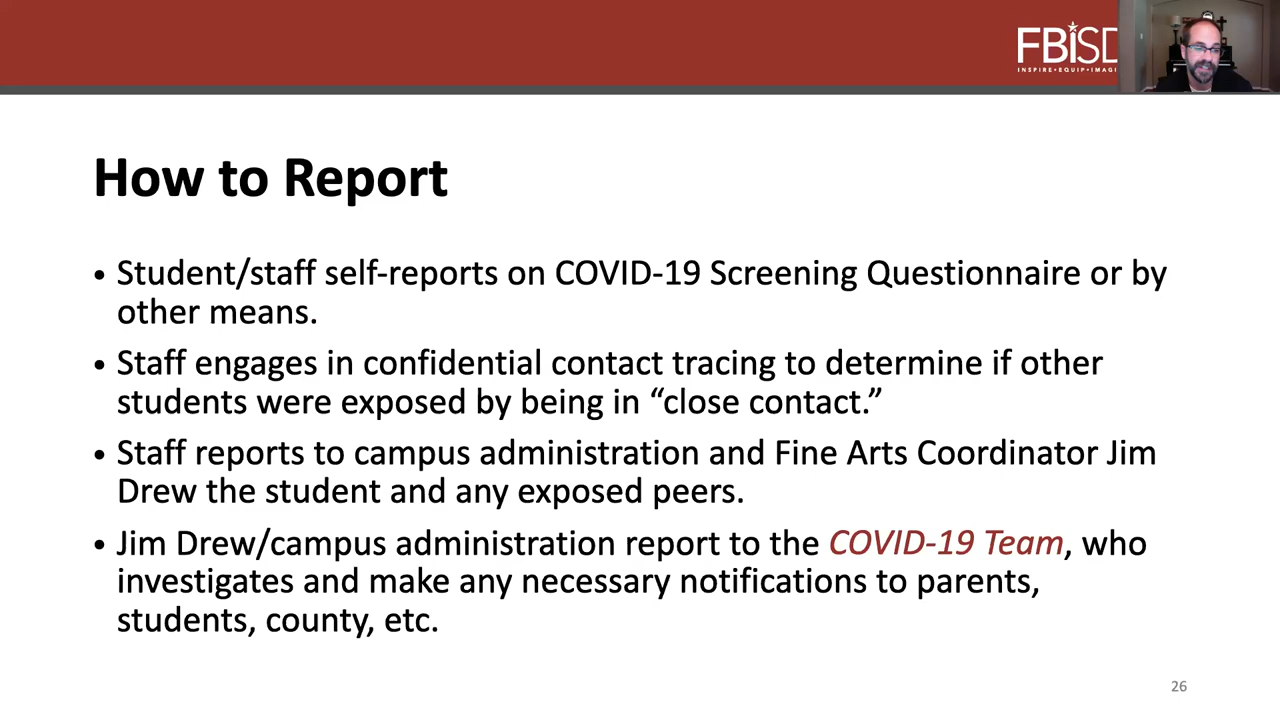 FBISD
INSPIRE•EQUIP•IMAGI
How to Report
• Student/staff self-reports on COVID-19 Screening Questionnaire or by
other means.
• Staff engages in confidential contact tracing to determine if other
students were exposed by being in “close contact.”
• Staff reports to campus administration and Fine Arts Coordinator Jim
Drew the student and any exposed peers.
• Jim Drew/campus administration report to the COVID-19 Team, who
investigates and make any necessary notifications to parents,
students, county, etc.
26